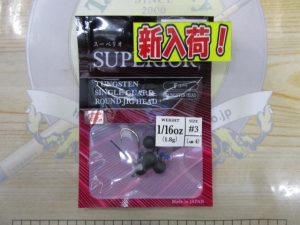 新入荷！
スーペリオ
SUPERIOR
TUNGSTEN
SINGLE GUARD
ROUND JIG HEAD
WEIGHT
1/16oz
(1.8g)
SIZE
#3
Made in JAPAN